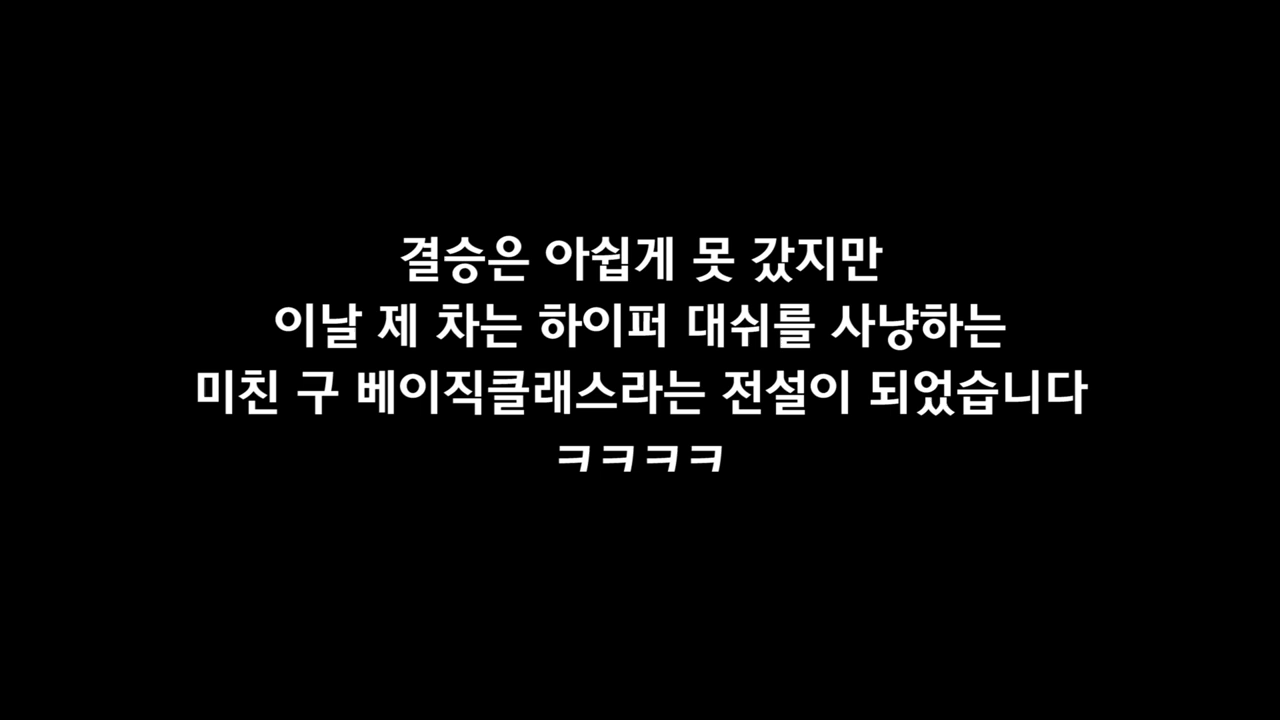 결승은 아쉽게 못 갔지만
이날 제 차는 하이퍼 대쉬를 사냥하는
미친 구 베이직클래스라는 전설이 되었습니다
ㅋㅋㅋㅋ